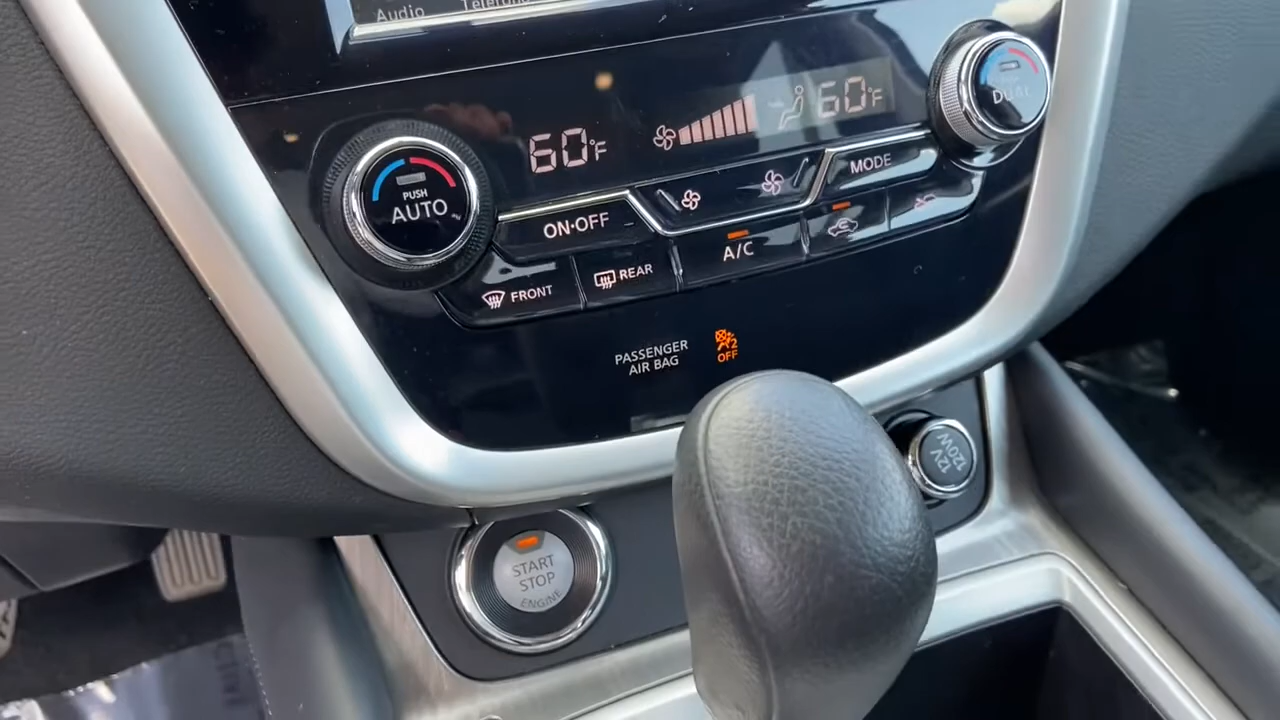 Audio
60°F
60°F
DUAL
PUSH
AUTO
MODE
ON·OFF
A/C
REAR
FRONT
PASSENGER
AIR BAG
2
OFF
12V
120W
START
STOP
ENGINE